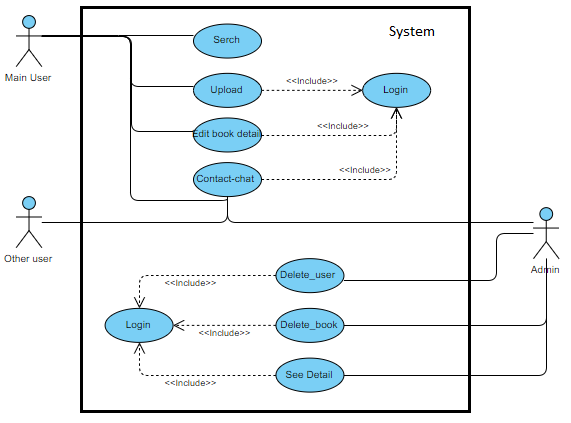 System
Serch
Main User
Upload
<<Include>>
Login
Edit book detail
<<Include>>
Contact-chat
<<Include>>
Other user
Admin
Delete_user
<<Include>>
Login
Delete_book
<<Include>>
See Detail
<<Include>>